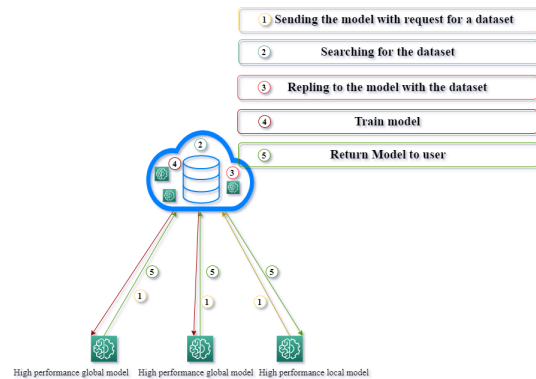 1 Sending the model with request for a dataset
2 Searching for the dataset
3 Repling to the model with the dataset
4 Train model
5 Return Model to user
2
4
3
5 5 5
1 1 1
High performance global model High performance global model High performance local model